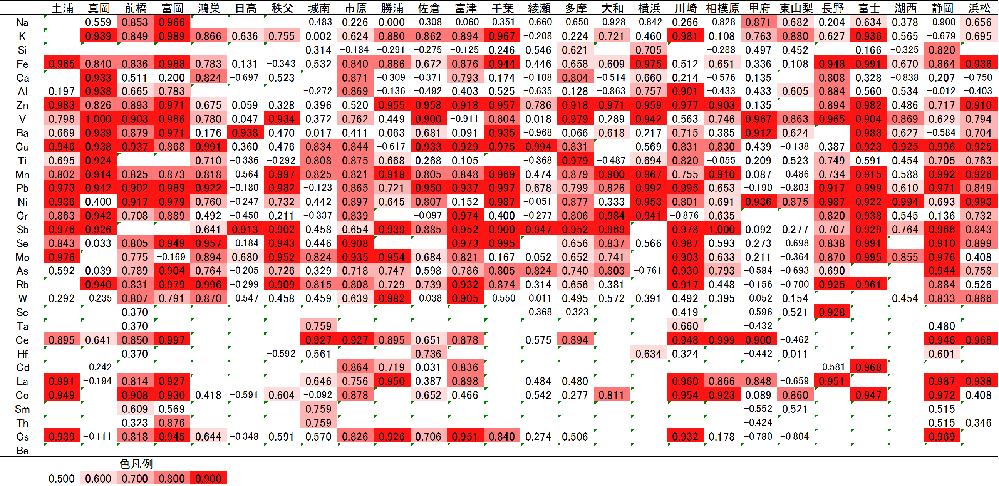 土浦 真岡 前橋 富岡 鴻巣 日高 秩父 城南 市原 勝浦 佐倉 富津 千葉 綾瀬 多摩 大和 横浜 川崎 相模原 甲府 東山梨 長野 富士 湖西 静岡 浜松
Na 0.559 0.853 0.966 −0.483 0.226 0.000 −0.308 −0.060 −0.351 −0.660 −0.650 −0.928 −0.842 0.266 −0.828 0.871 0.682 0.204 0.634 0.378 −0.900 0.656
K 0.939 0.849 0.989 0.866 0.636 0.755 0.002 0.624 0.880 0.862 0.894 0.967 −0.208 0.224 0.721 0.460 0.981 0.108 0.763 0.880 0.627 0.936 0.565 −0.679 0.695
Si 0.314 −0.184 −0.291 −0.275 −0.125 0.246 0.546 0.621 0.705 −0.288 0.497 0.452 0.166 −0.325 0.820
Fe 0.965 0.840 0.836 0.988 0.783 0.131 −0.343 0.532 0.840 0.886 0.672 0.876 0.944 0.446 0.658 0.609 0.975 0.512 0.651 0.336 0.108 0.948 0.991 0.670 0.864 0.936
Ca 0.933 0.511 0.200 0.824 −0.697 0.523 0.871 −0.309 −0.371 0.793 0.174 −0.108 0.804 −0.514 0.660 0.214 −0.576 0.135 0.808 0.328 −0.838 0.207 −0.750
Al 0.197 0.938 0.665 0.783 −0.272 0.869 −0.136 −0.492 0.403 0.525 −0.635 0.128 −0.863 0.757 0.901 −0.433 0.433 0.605 0.884 0.560 0.534 −0.012 −0.403
Zn 0.983 0.826 0.893 0.971 0.675 0.059 0.328 0.396 0.520 0.955 0.958 0.918 0.957 0.786 0.918 0.971 0.959 0.977 0.903 0.135 0.894 0.982 0.486 0.717 0.910
V 0.798 1.000 0.903 0.986 0.780 0.047 0.934 0.372 0.762 0.449 0.900 −0.911 0.804 0.018 0.979 0.289 0.942 0.563 0.746 0.967 0.863 0.965 0.904 0.869 0.629 0.794
Ba 0.669 0.939 0.879 0.971 0.176 0.938 0.470 0.017 0.411 0.063 0.681 0.091 0.935 −0.968 0.066 0.618 0.217 0.715 0.385 0.912 0.624 0.988 0.627 −0.584 0.704
Cu 0.946 0.938 0.937 0.868 0.991 0.360 0.476 0.834 0.844 −0.617 0.933 0.929 0.975 0.994 0.831 0.569 0.831 0.830 0.439 −0.138 0.387 0.923 0.925 0.996 0.925
Ti 0.695 0.924 0.710 −0.336 −0.292 0.808 0.875 0.668 0.268 0.105 −0.368 0.979 −0.487 0.694 0.820 −0.055 0.209 0.523 0.749 0.591 0.454 0.705 0.763
Mn 0.802 0.914 0.825 0.873 0.818 −0.564 0.997 0.825 0.821 0.918 0.805 0.848 0.969 0.474 0.879 0.900 0.967 0.755 0.910 0.087 −0.486 0.734 0.915 0.588 0.992 0.926
Pb 0.973 0.942 0.902 0.989 0.922 −0.180 0.982 −0.123 0.865 0.721 0.950 0.937 0.997 0.678 0.799 0.826 0.992 0.995 0.653 −0.190 −0.803 0.917 0.999 0.610 0.971 0.849
Ni 0.936 0.400 0.917 0.979 0.760 −0.247 0.732 0.442 0.897 0.645 0.807 0.152 0.987 −0.051 0.877 0.333 0.953 0.801 0.691 0.936 0.875 0.987 0.922 0.994 0.693 0.993
Cr 0.863 0.942 0.708 0.889 0.492 −0.450 0.211 −0.337 0.839 −0.097 0.974 0.400 −0.277 0.806 0.984 0.941 −0.876 0.635 0.820 0.938 0.545 0.136 0.732
Sb 0.976 0.926 0.641 0.913 0.902 0.458 0.654 0.939 0.885 0.952 0.900 0.947 0.952 0.969 0.978 1.000 0.092 0.277 0.707 0.929 0.764 0.966 0.843
Se 0.843 0.033 0.805 0.949 0.957 −0.184 0.943 0.446 0.908 0.973 0.995 0.656 0.837 0.566 0.987 0.593 0.273 −0.698 0.838 0.991 0.910 0.899
Mo 0.976 0.775 −0.169 0.894 0.680 0.952 0.824 0.935 0.954 0.684 0.821 0.167 0.052 0.652 0.741 0.903 0.633 0.211 −0.364 0.870 0.995 0.855 0.976 0.408
As 0.592 0.039 0.789 0.904 0.764 −0.205 0.726 0.329 0.718 0.747 0.598 0.786 0.805 0.824 0.740 0.803 −0.761 0.930 0.793 −0.584 −0.693 0.690 0.944 0.758
Rb 0.940 0.831 0.979 0.996 −0.299 0.909 0.815 0.808 0.729 0.739 0.932 0.874 0.314 0.656 0.381 0.917 0.448 −0.156 −0.700 0.925 0.961 0.884 0.526
W 0.292 −0.235 0.807 0.791 0.870 −0.547 0.458 0.459 0.639 0.982 −0.038 0.905 −0.550 −0.011 0.495 0.572 0.391 0.492 0.395 −0.052 0.154 0.454 0.833 0.866
Sc 0.370 −0.368 −0.323 0.419 −0.596 0.521 0.928
Ta 0.370 0.759 0.660 −0.432 0.480
Ce 0.895 0.641 0.850 0.997 0.927 0.927 0.895 0.651 0.878 0.575 0.894 0.948 0.999 0.900 −0.462 0.946 0.968
Hf 0.370 −0.592 0.561 0.736 0.634 0.324 −0.442 0.011 0.601
Cd −0.242 0.864 0.719 0.031 0.836 −0.581 0.968
La 0.991 −0.194 0.814 0.927 0.646 0.756 0.950 0.387 0.898 0.484 0.480 0.960 0.866 0.848 −0.659 0.951 0.987 0.938
Co 0.949 0.908 0.930 0.418 −0.591 0.604 −0.092 0.878 0.652 0.466 0.542 0.277 0.811 0.954 0.923 0.089 0.860 0.947 0.972 0.408
Sm 0.609 0.569 0.759 −0.552 0.521 0.515
Th 0.323 0.876 0.759 −0.424 0.515 0.346
Cs 0.939 −0.111 0.818 0.945 0.644 −0.348 0.591 0.570 0.826 0.926 0.706 0.951 0.840 0.274 0.506 0.932 0.178 −0.780 −0.804 0.969
Be
色凡例
0.500 0.600 0.700 0.800 0.900